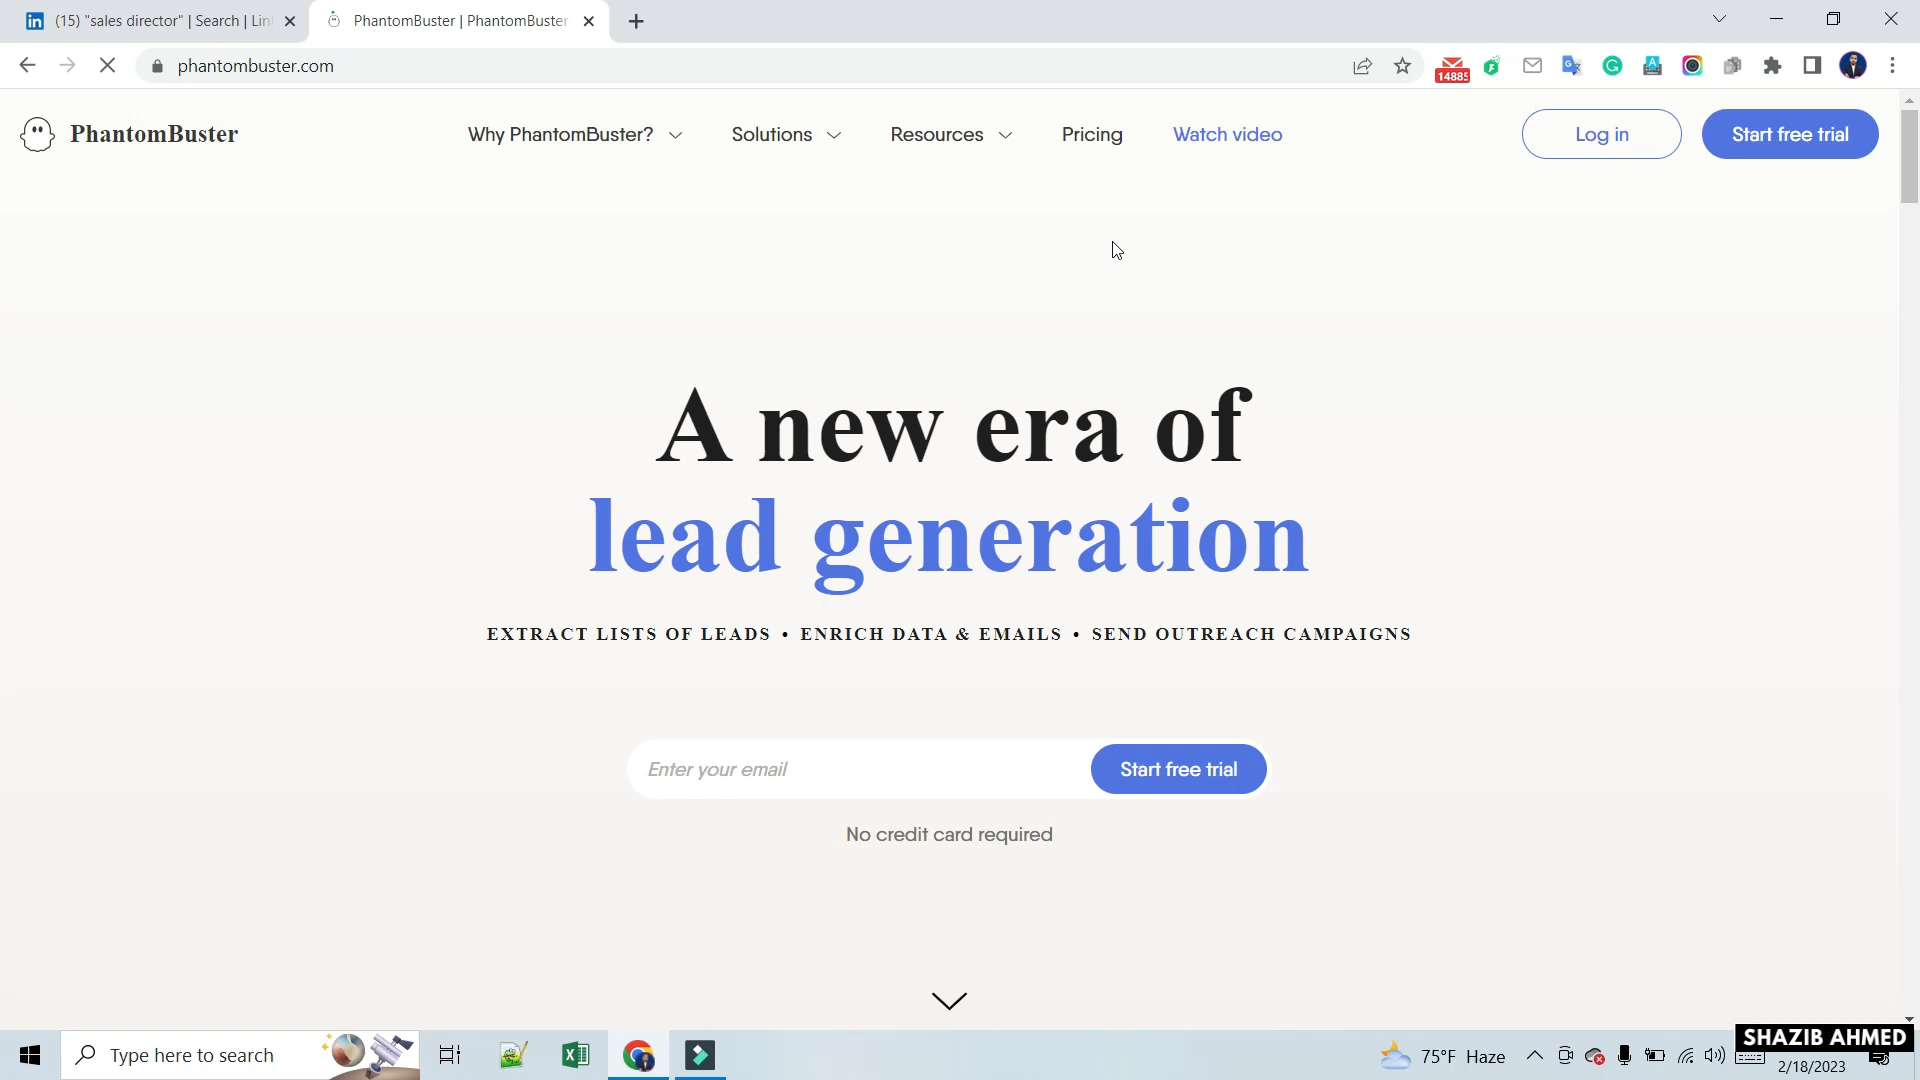 (15) "sales director" | Search | Lin
PhantomBuster | PhantomBuster
phantombuster.com
14885
PhantomBuster
Why PhantomBuster?
Solutions
Resources
Pricing
Watch video
Log in
Start free trial
A new era of
lead generation
EXTRACT LISTS OF LEADS • ENRICH DATA & EMAILS • SEND OUTREACH CAMPAIGNS
Enter your email
Start free trial
No credit card required
Type here to search
75°F Haze
SHAZIB AHMED
2/18/2023